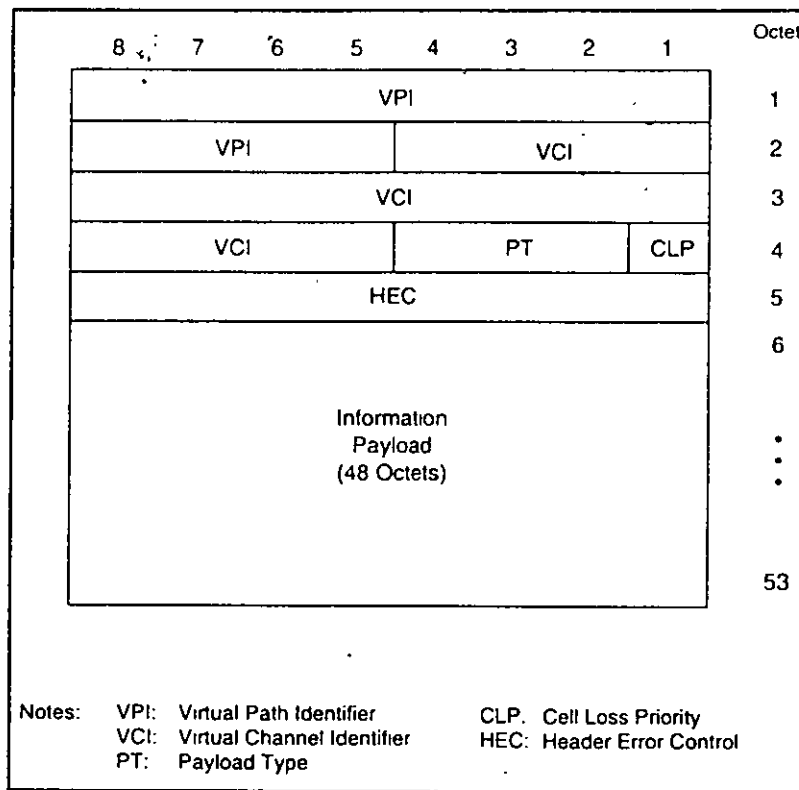 Octet
8 7 6 5 4 3 2 1
VPI 1
VPI VCI 2
VCI 3
VCI PT CLP 4
HEC 5
6
Information
Payload
(48 Octets)
53
Notes: VPI: Virtual Path Identifier CLP. Cell Loss Priority
VCI: Virtual Channel Identifier HEC: Header Error Control
PT: Payload Type